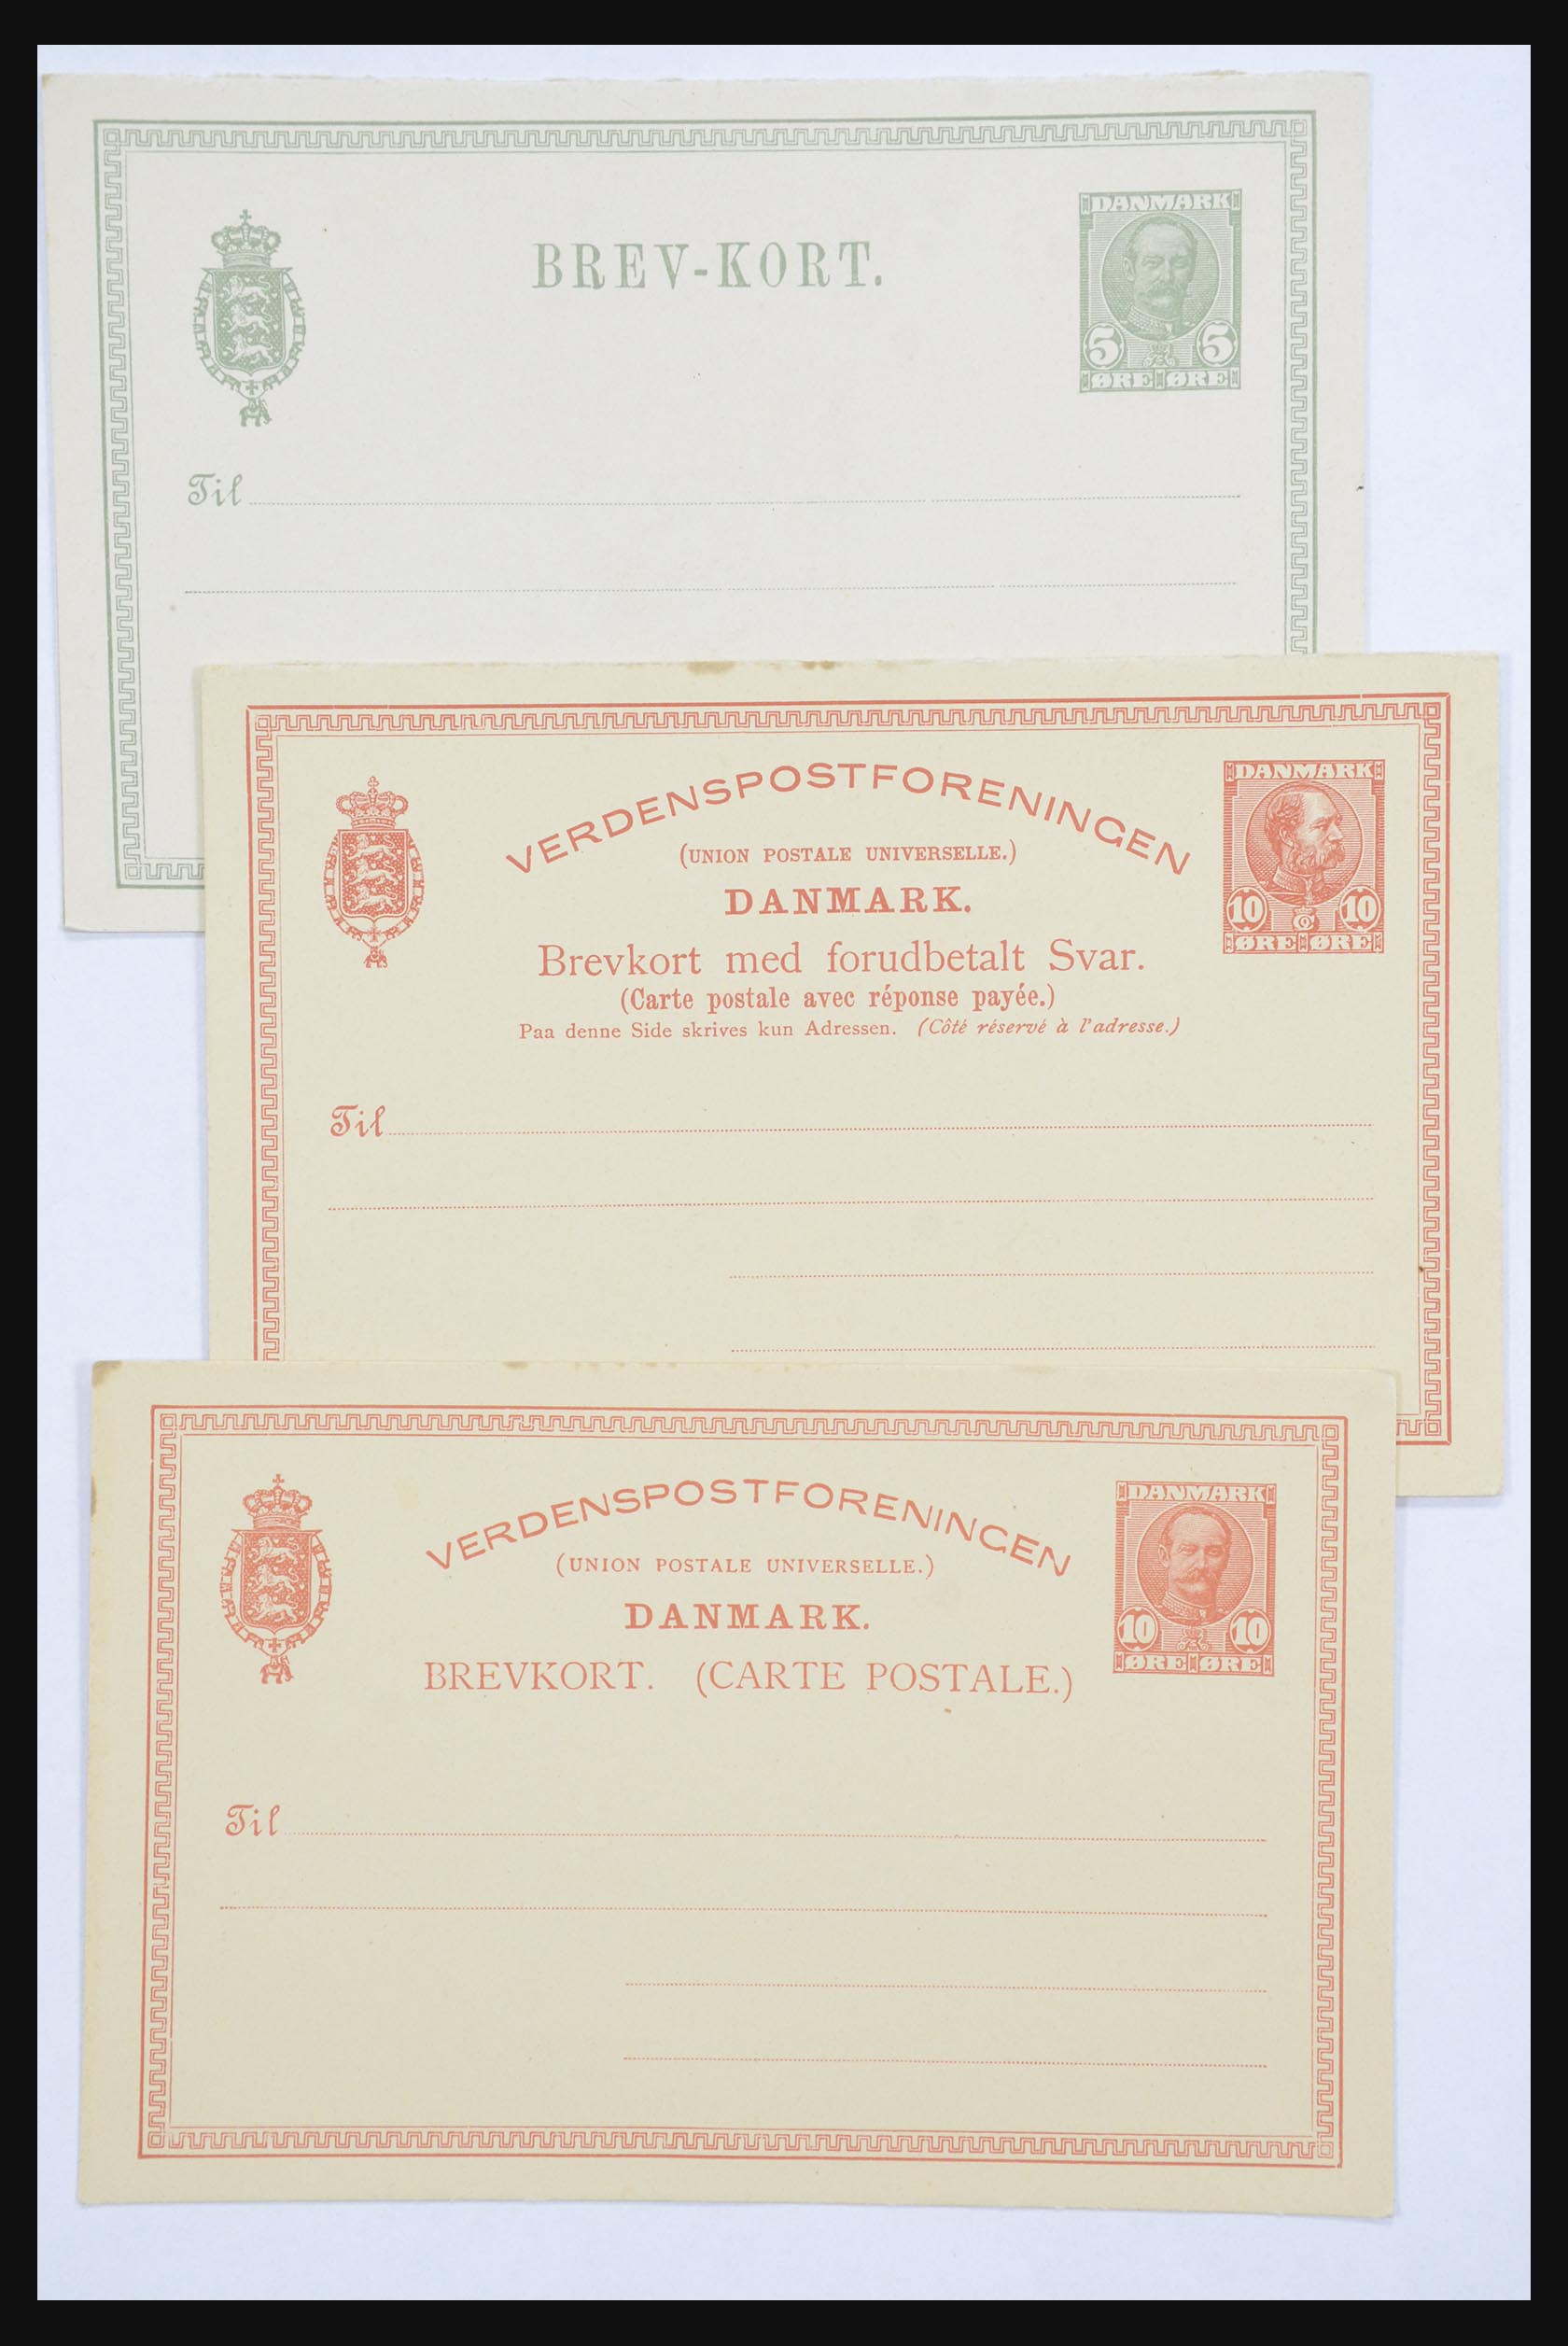 DANMARK
BREV-KORT.
5 5
ØRE ØRE
Til
VERDENSPOSTFORENINGEN
DANMARK
(UNION POSTALE UNIVERSELLE.)
DANMARK.
10 10
ØRE ØRE
Brevkort med forudbetalt Svar.
(Carte postale avec réponse payée.)
Paa denne Side skrives kun Adressen. (Côté réservé à l'adresse.)
Til
VERDENSPOSTFORENINGEN
DANMARK
(UNION POSTALE UNIVERSELLE.)
DANMARK.
10 10
ØRE ØRE
BREVKORT. (CARTE POSTALE.)
Til